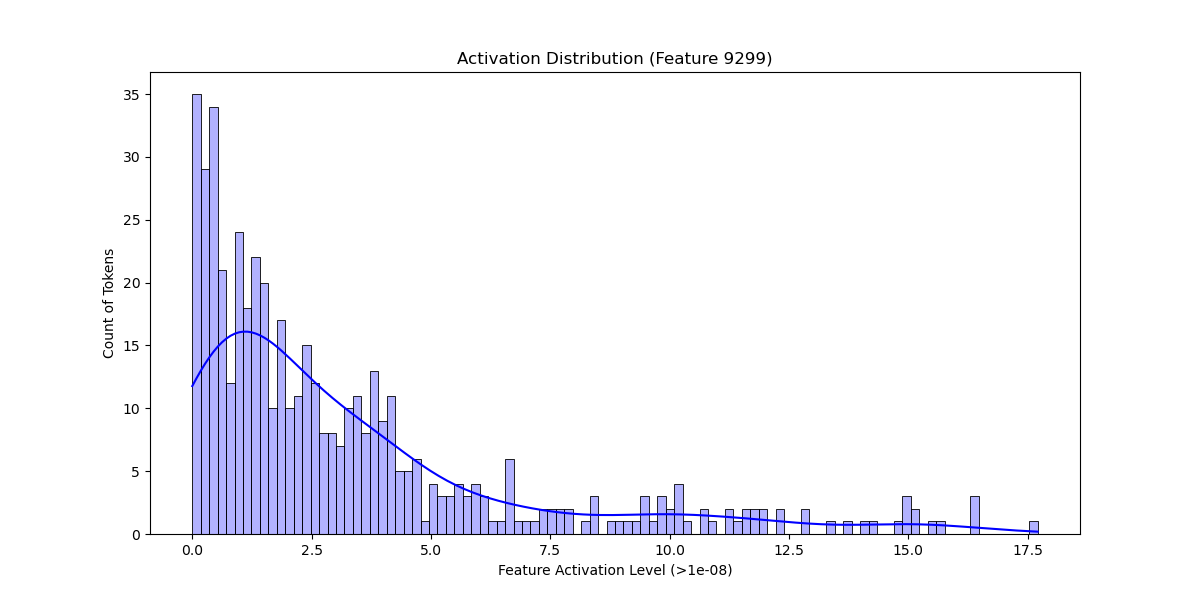 Activation Distribution (Feature 9299)
35
30
25
20
15
10
5
0
Count of Tokens
0.0 2.5 5.0 7.5 10.0 12.5 15.0 17.5
Feature Activation Level (>1e-08)